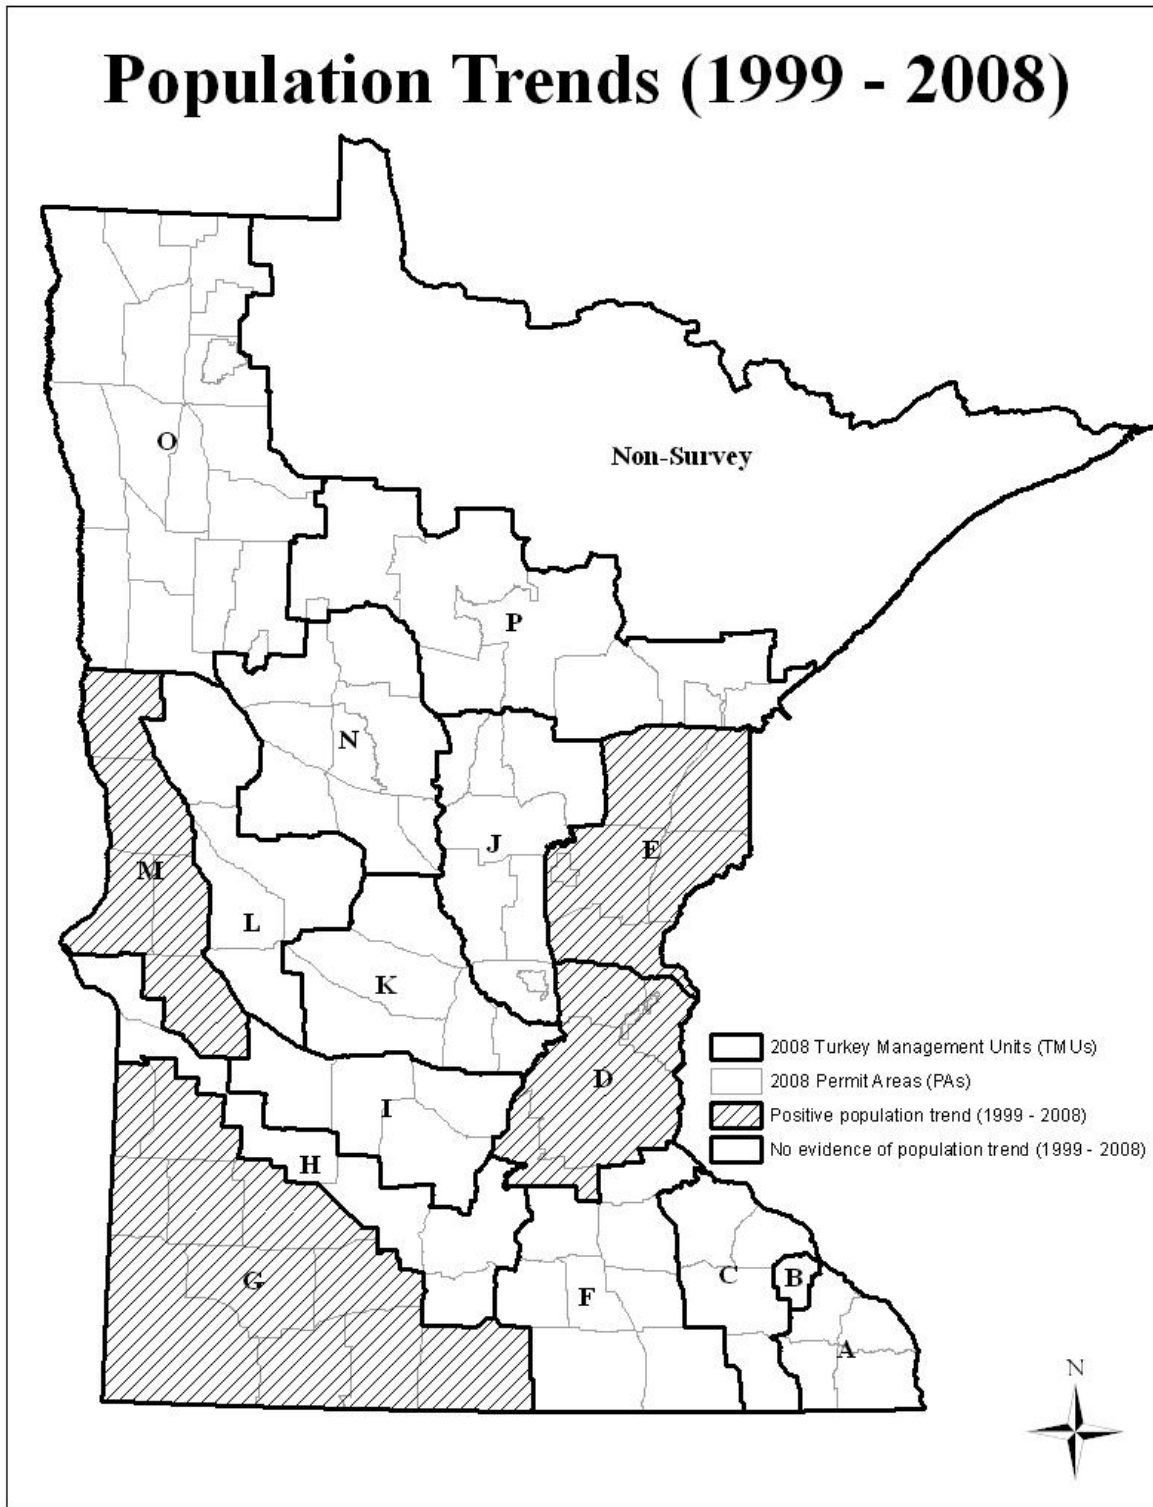 Population Trends (1999 - 2008)
O
Non-Survey
P
N
J
E
M
L
K
D
2008 Turkey Management Units (TMUs)
2008 Permit Areas (PAs)
Positive population trend (1999 - 2008)
No evidence of population trend (1999 - 2008)
I
H
G
F
C
B
A
N